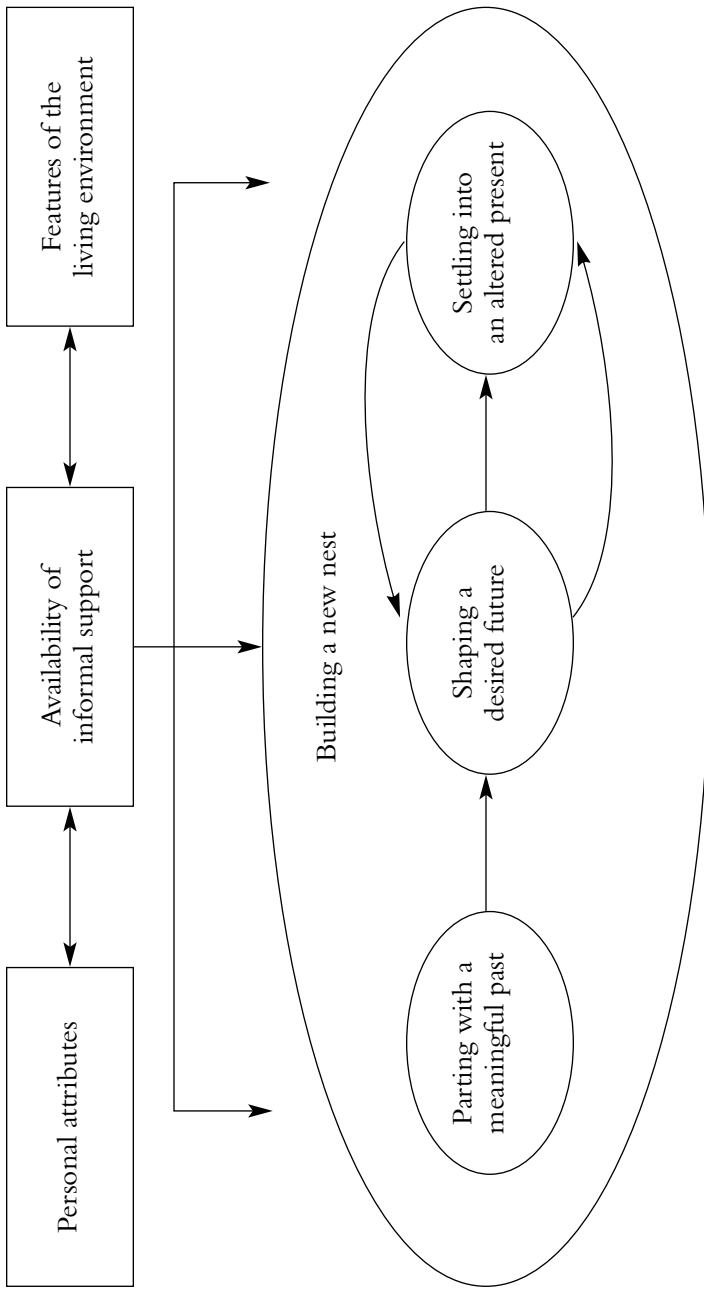 Personal attributes
Availability of
informal support
Features of the
living environment
Building a new nest
Parting with a
meaningful past
Shaping a
desired future
Settling into
an altered present